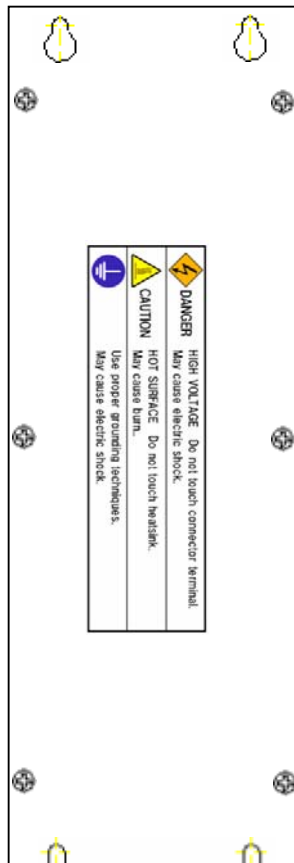 DANGER
HIGH VOLTAGE Do not touch connector terminal.
May cause electric shock.
CAUTION
HOT SURFACE Do not touch heatsink.
May cause burn.
Use proper grounding techniques.
May cause electric shock.